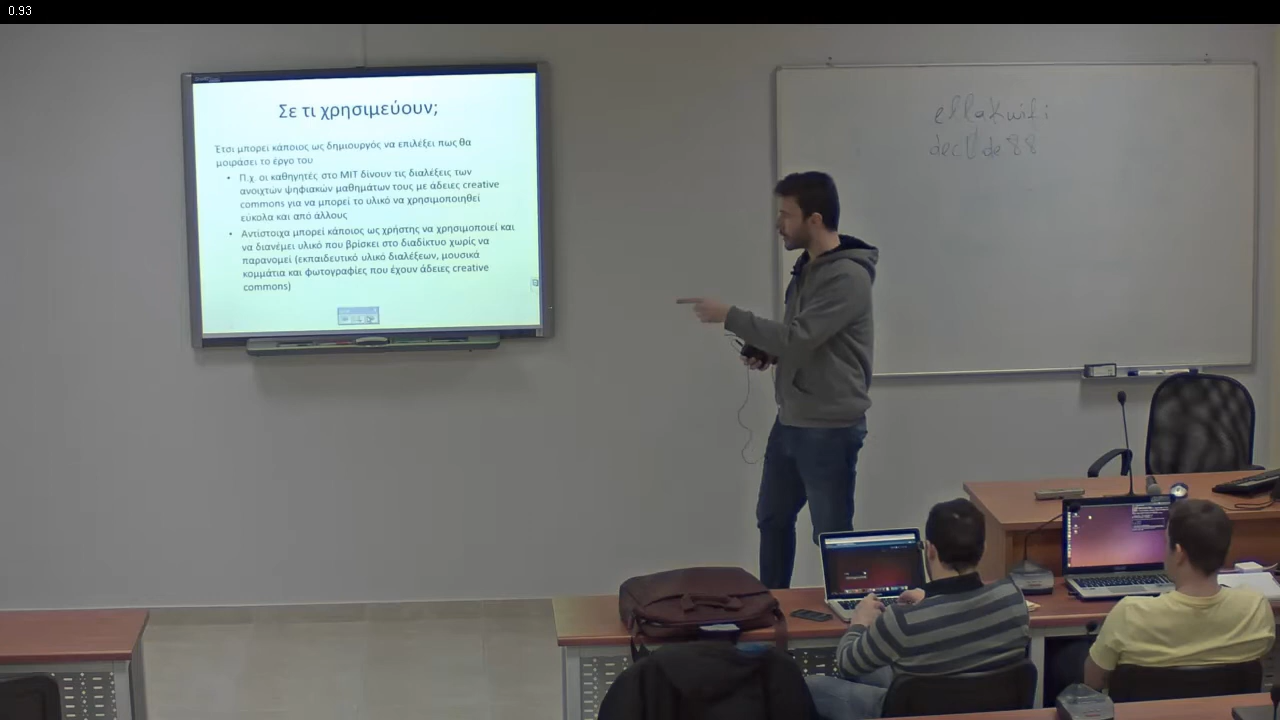 0.93
Σε τι χρησιμεύουν;
Έτσι μπορεί κάποιος ως δημιουργός να επιλέξει πως θα
μοιράσει το έργο του
• Π.χ. οι καθηγητές στο MIT δίνουν τις διαλέξεις των
ανοιχτών ψηφιακών μαθημάτων τους με άδειες creative
commons για να μπορεί το υλικό να χρησιμοποιηθεί
εύκολα και από άλλους
• Αντίστοιχα μπορεί κάποιος ως χρήστης να χρησιμοποιεί και
να διανέμει υλικό που βρίσκει στο διαδίκτυο χωρίς να
παρανομεί (εκπαιδευτικό υλικό διαλέξεων, μουσικά
κομμάτια και φωτογραφίες που έχουν άδειες creative
commons)
ellakwifi